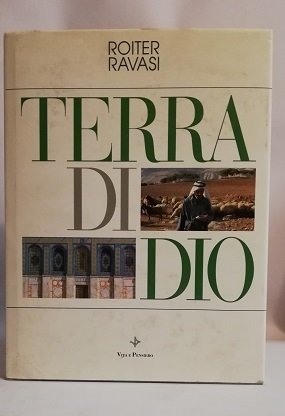 ROITER
RAVASI
TERRA
DI
DIO
VITA E PENSIERO